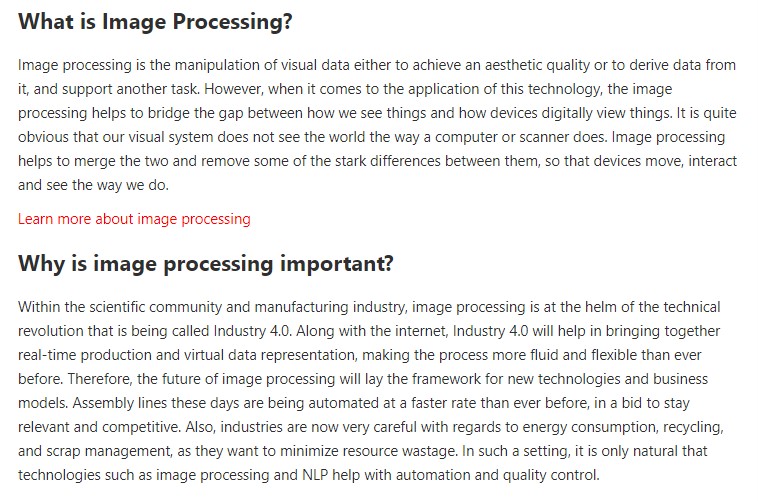 What is Image Processing?
Image processing is the manipulation of visual data either to achieve an aesthetic quality or to derive data from
it, and support another task. However, when it comes to the application of this technology, the image
processing helps to bridge the gap between how we see things and how devices digitally view things. It is quite
obvious that our visual system does not see the world the way a computer or scanner does. Image processing
helps to merge the two and remove some of the stark differences between them, so that devices move, interact
and see the way we do.
Learn more about image processing
Why is image processing important?
Within the scientific community and manufacturing industry, image processing is at the helm of the technical
revolution that is being called Industry 4.0. Along with the internet, Industry 4.0 will help in bringing together
real-time production and virtual data representation, making the process more fluid and flexible than ever
before. Therefore, the future of image processing will lay the framework for new technologies and business
models. Assembly lines these days are being automated at a faster rate than ever before, in a bid to stay
relevant and competitive. Also, industries are now very careful with regards to energy consumption, recycling,
and scrap management, as they want to minimize resource wastage. In such a setting, it is only natural that
technologies such as image processing and NLP help with automation and quality control.